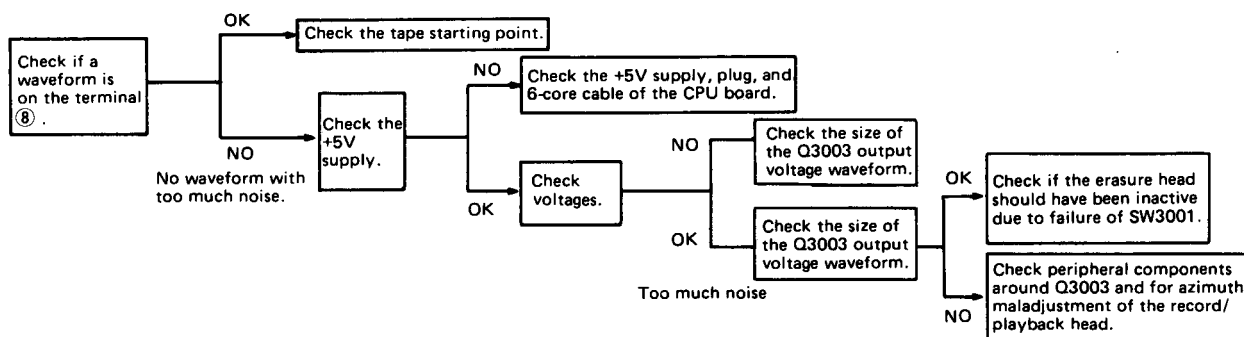 Check if a
waveform is
on the terminal
⑧ .
OK
Check the tape starting point.
NO
No waveform with
too much noise.
Check the
+5V
supply.
NO
Check the +5V supply, plug, and
6-core cable of the CPU board.
OK
Check
voltages.
NO
Check the size of
the Q3003 output
voltage waveform.
OK
Too much noise
Check the size of
the Q3003 output
voltage waveform.
OK
Check if the erasure head
should have been inactive
due to failure of SW3001.
NO
Check peripheral components
around Q3003 and for azimuth
maladjustment of the record/
playback head.